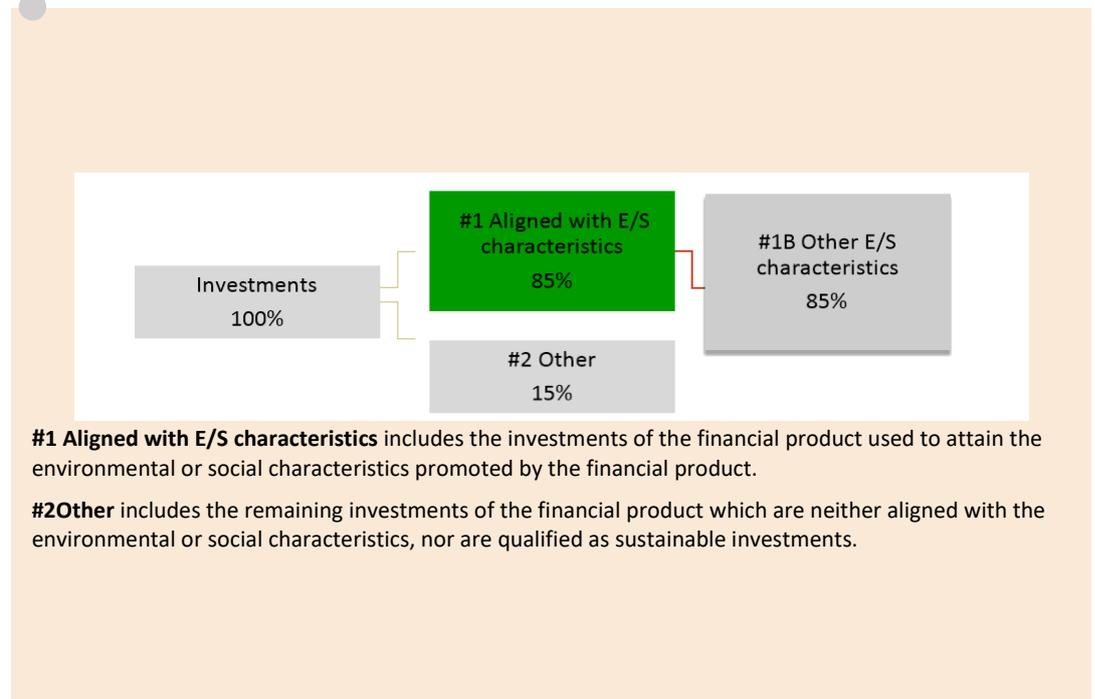 Investments
100%
#1 Aligned with E/S
characteristics
85%
#2 Other
15%
#1B Other E/S
characteristics
85%
#1 Aligned with E/S characteristics includes the investments of the financial product used to attain the
environmental or social characteristics promoted by the financial product.
#2Other includes the remaining investments of the financial product which are neither aligned with the
environmental or social characteristics, nor are qualified as sustainable investments.